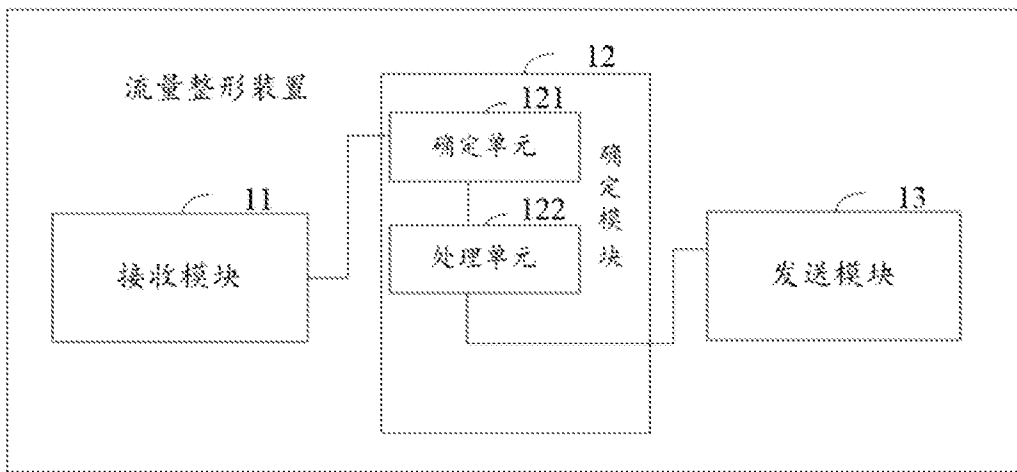 流量整形装置
12
121
确定单元
确定模块
11
122
13
接收模块
处理单元
发送模块